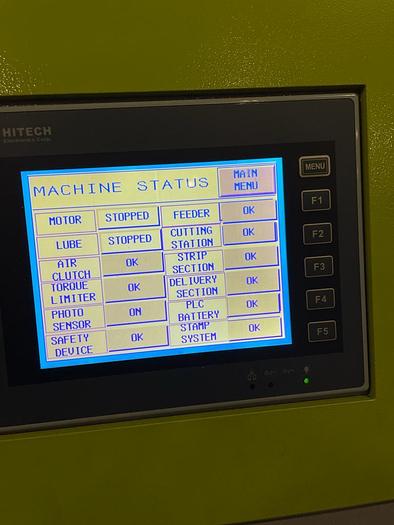 HITECH
Electronics Corp.
MENU
MACHINE STATUS
MAIN
MENU
MOTOR STOPPED FEEDER OK
LUBE STOPPED CUTTING
STATION OK
AIR
CLUTCH OK STRIP
SECTION OK
TORQUE
LIMITER OK DELIVERY
SECTION OK
PHOTO
SENSOR ON PLC
BATTERY OK
SAFETY
DEVICE OK STAMP
SYSTEM OK
F1
F2
F3
F4
F5